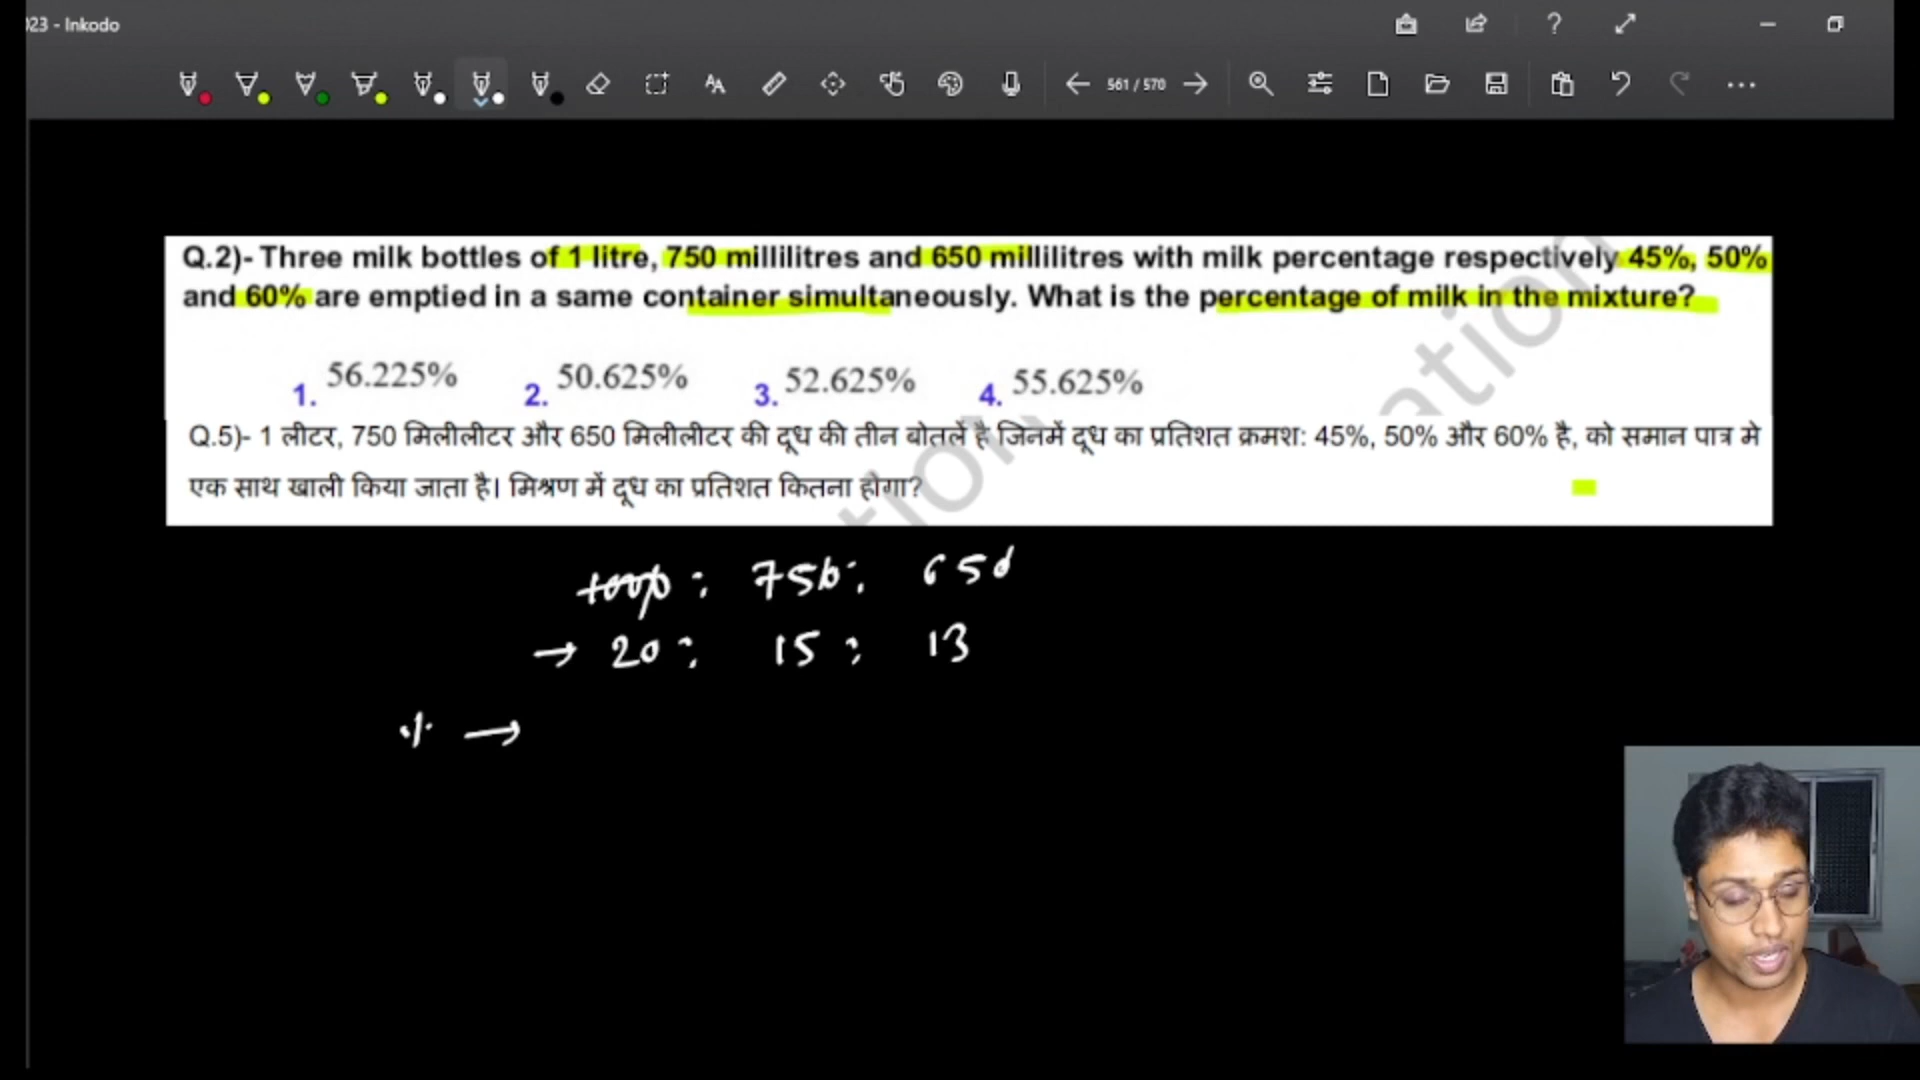 023 - Inkodo
561 / 570
Q.2)- Three milk bottles of 1 litre, 750 millilitres and 650 millilitres with milk percentage respectively 45%, 50%
and 60% are emptied in a same container simultaneously. What is the percentage of milk in the mixture?
1. 56.225% 2. 50.625% 3. 52.625% 4. 55.625%
Q.5)- 1 लीटर, 750 मिलीलीटर और 650 मिलीलीटर की दूध की तीन बोतलें है जिनमें दूध का प्रतिशत क्रमश: 45%, 50% और 60% है, को समान पात्र मे
एक साथ खाली किया जाता है। मिश्रण में दूध का प्रतिशत कितना होगा?
1000 : 750 : 650
→ 20 : 15 : 13
% →